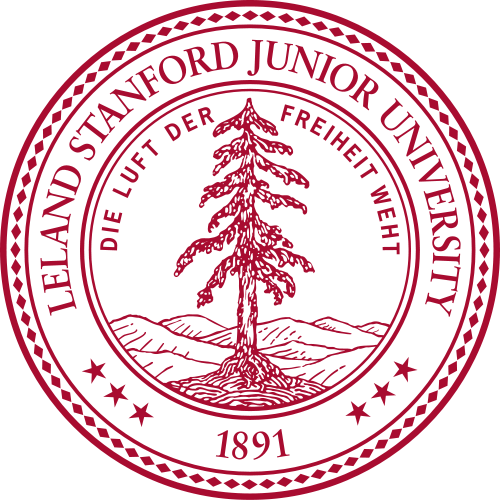 LELAND STANFORD JUNIOR UNIVERSITY
DIE LUFT DER FREIHEIT WEHT
1891